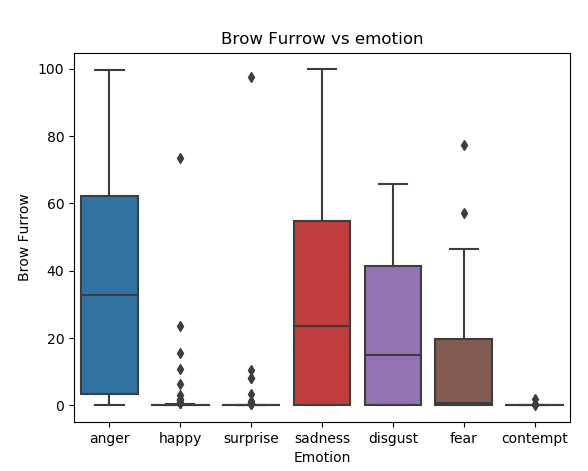 Brow Furrow vs emotion
100
80
60
40
20
0
Brow Furrow
anger happy surprise sadness disgust fear contempt
Emotion